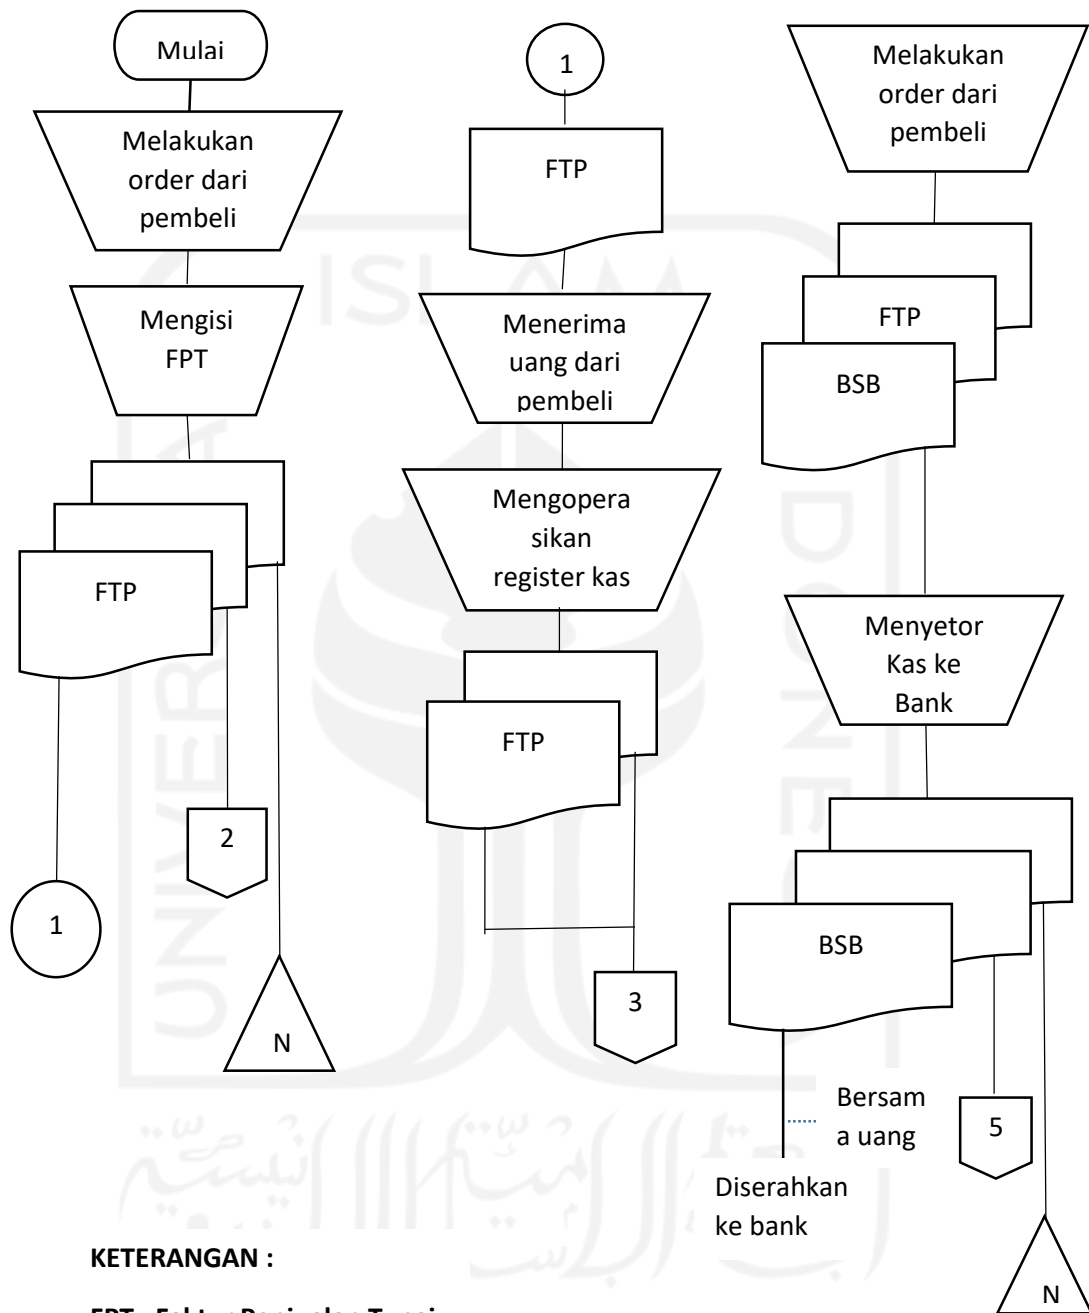 Mulai
Melakukan
order dari
pembeli
Mengisi
FPT
FTP
2
1
N
1
FTP
Menerima
uang dari
pembeli
Mengopera
sikan
register kas
FTP
3
Melakukan
order dari
pembeli
FTP
BSB
Menyetor
Kas ke
Bank
BSB
Bersam
a uang
5
Diserahkan
ke bank
N
KETERANGAN :
ISLAM